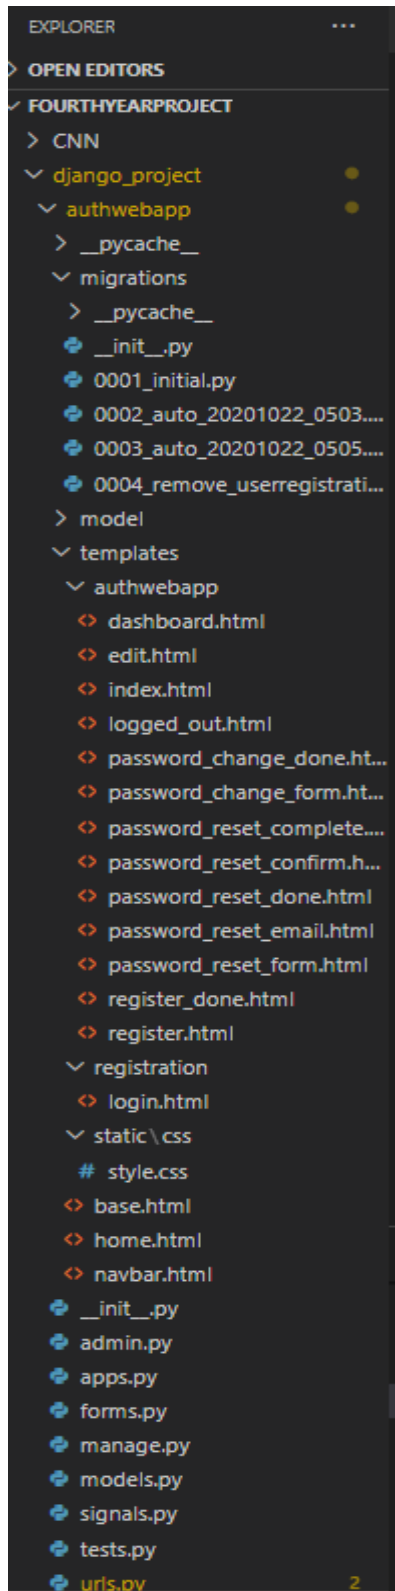 EXPLORER ...
OPEN EDITORS
FOURTHYEARPROJECT
CNN
django_project
authwebapp
__pycache__
migrations
__pycache__
__init__.py
0001_initial.py
0002_auto_20201022_0503....
0003_auto_20201022_0505....
0004_remove_userregistrati...
model
templates
authwebapp
dashboard.html
edit.html
index.html
logged_out.html
password_change_done.ht...
password_change_form.ht...
password_reset_complete....
password_reset_confirm.h...
password_reset_done.html
password_reset_email.html
password_reset_form.html
register_done.html
register.html
registration
login.html
static\css
# style.css
base.html
home.html
navbar.html
__init__.py
admin.py
apps.py
forms.py
manage.py
models.py
signals.py
tests.py
urls.py 2